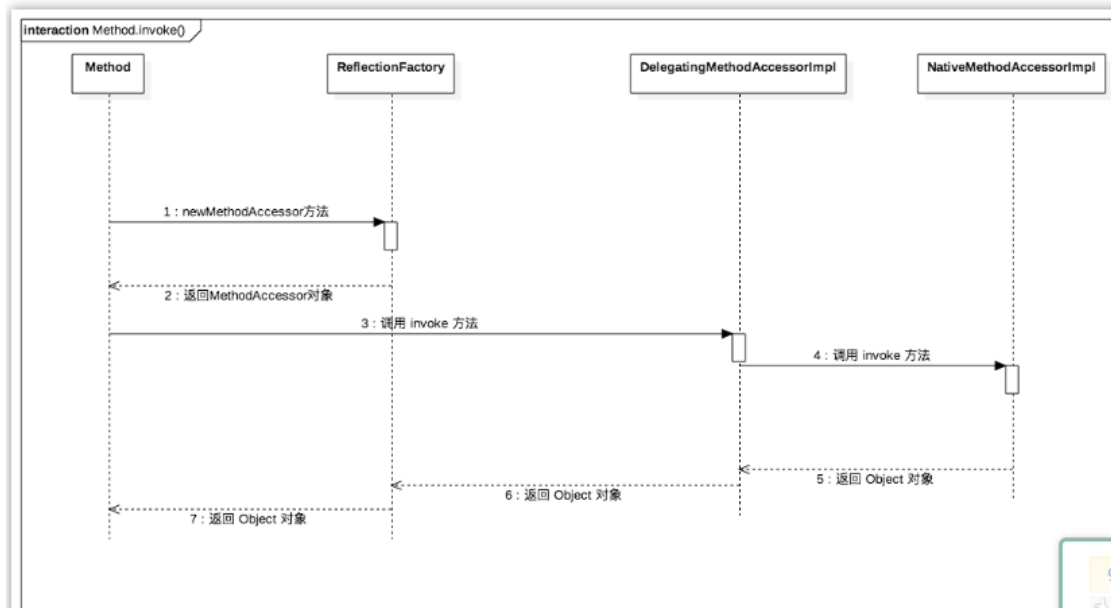 interaction Method.invoke()
Method
ReflectionFactory
DelegatingMethodAccessorImpl
NativeMethodAccessorImpl
1 : newMethodAccessor方法
2 : 返回MethodAccessor对象
3 : 调用 invoke 方法
4 : 调用 invoke 方法
5 : 返回 Object 对象
6 : 返回 Object 对象
7 : 返回 Object 对象